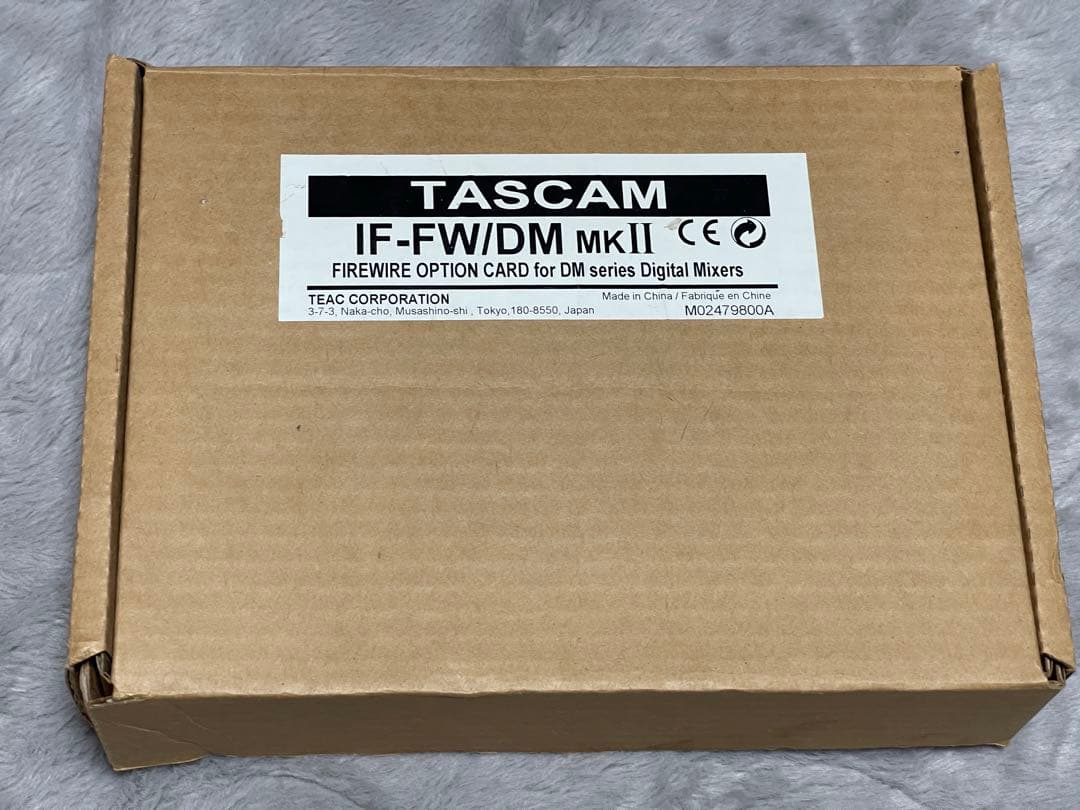 TASCAM
IF-FW/DM MKII CE
FIREWIRE OPTION CARD for DM series Digital Mixers
TEAC CORPORATION Made in China / Fabriqué en Chine
3-7-3, Naka-cho, Musashino-shi , Tokyo,180-8550, Japan M02479800A